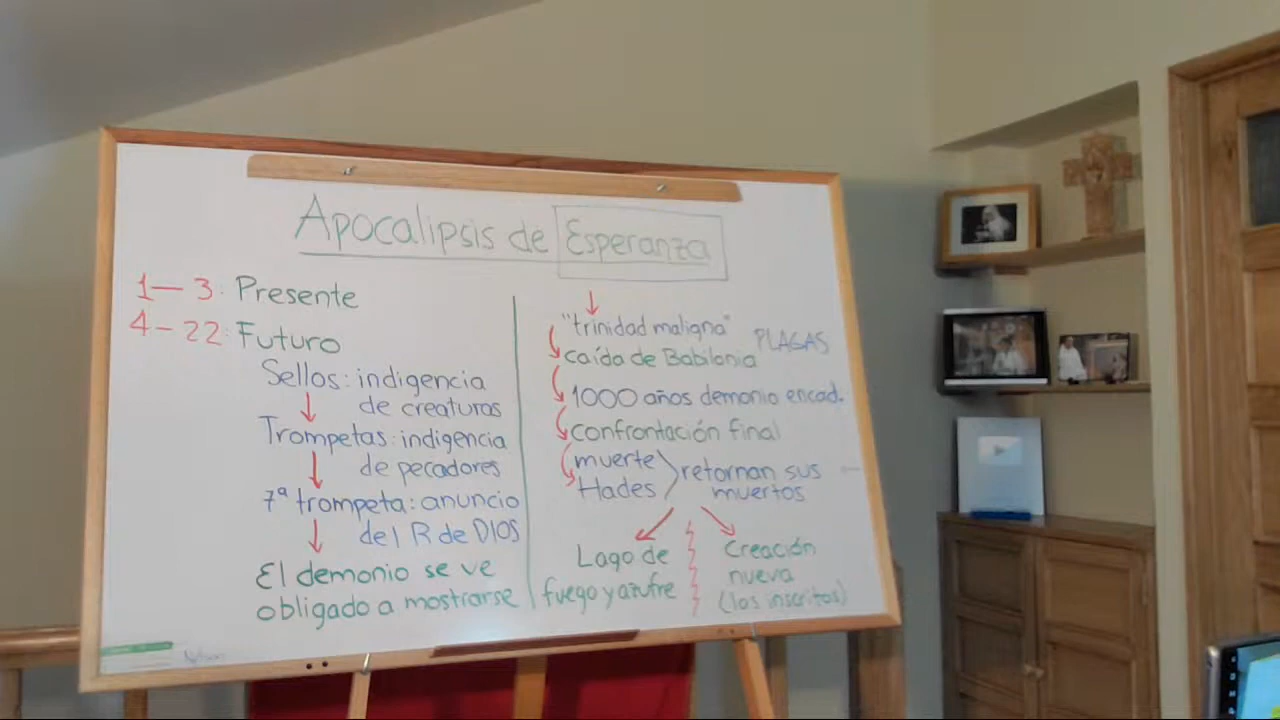 Apocalipsis de Esperanza
1—3: Presente
4-22: Futuro
Sellos: indigencia
de creaturas
Trompetas: indigencia
de pecadores
7ª trompeta: anuncio
del R de DIOS
El demonio se ve
obligado a mostrarse
"trinidad maligna"
PLAGAS
caída de Babilonia
1000 años demonio encad.
confrontación final
muerte
Hades
retornan sus
muertos
Lago de
fuego y azufre
Creación
nueva
(los inscritos)